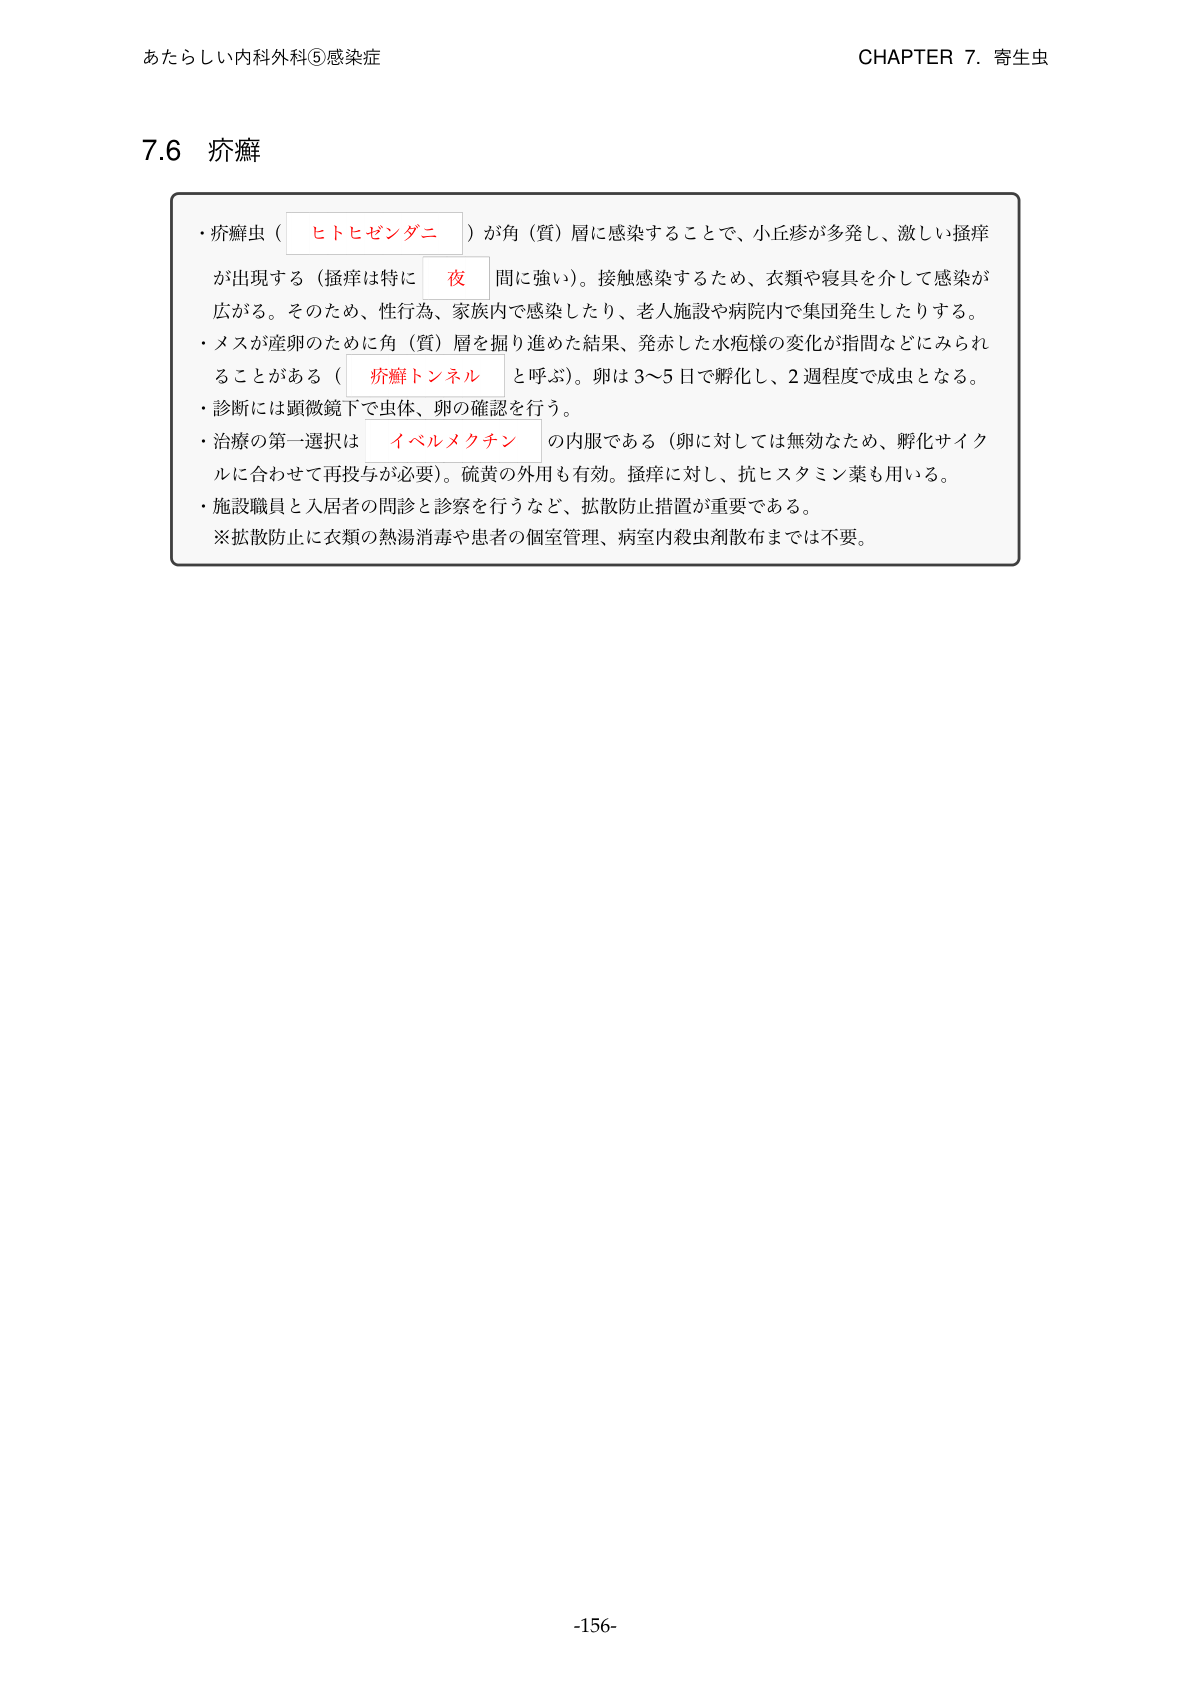 あたらしい内科外科⑤感染症
CHAPTER 7. 寄生虫
7.6 疥癬
・疥癬虫（ ヒトヒゼンダニ ）が角（質）層に感染することで、小丘疹が多発し、激しい掻痒
が出現する（掻痒は特に 夜 間に強い）。接触感染するため、衣類や寝具を介して感染が
広がる。そのため、性行為、家族内で感染したり、老人施設や病院内で集団発生したりする。
・メスが産卵のために角（質）層を掘り進めた結果、発赤した水疱様の変化が指間などにみられ
ることがある（ 疥癬トンネル と呼ぶ）。卵は 3〜5 日で孵化し、2 週程度で成虫となる。
・診断には顕微鏡下で虫体、卵の確認を行う。
・治療の第一選択は イベルメクチン の内服である（卵に対しては無効なため、孵化サイク
ルに合わせて再投与が必要）。硫黄の外用も有効。掻痒に対し、抗ヒスタミン薬も用いる。
・施設職員と入居者の問診と診察を行うなど、拡散防止措置が重要である。
※拡散防止に衣類の熱湯消毒や患者の個室管理、病室内殺虫剤散布までは不要。
-156-